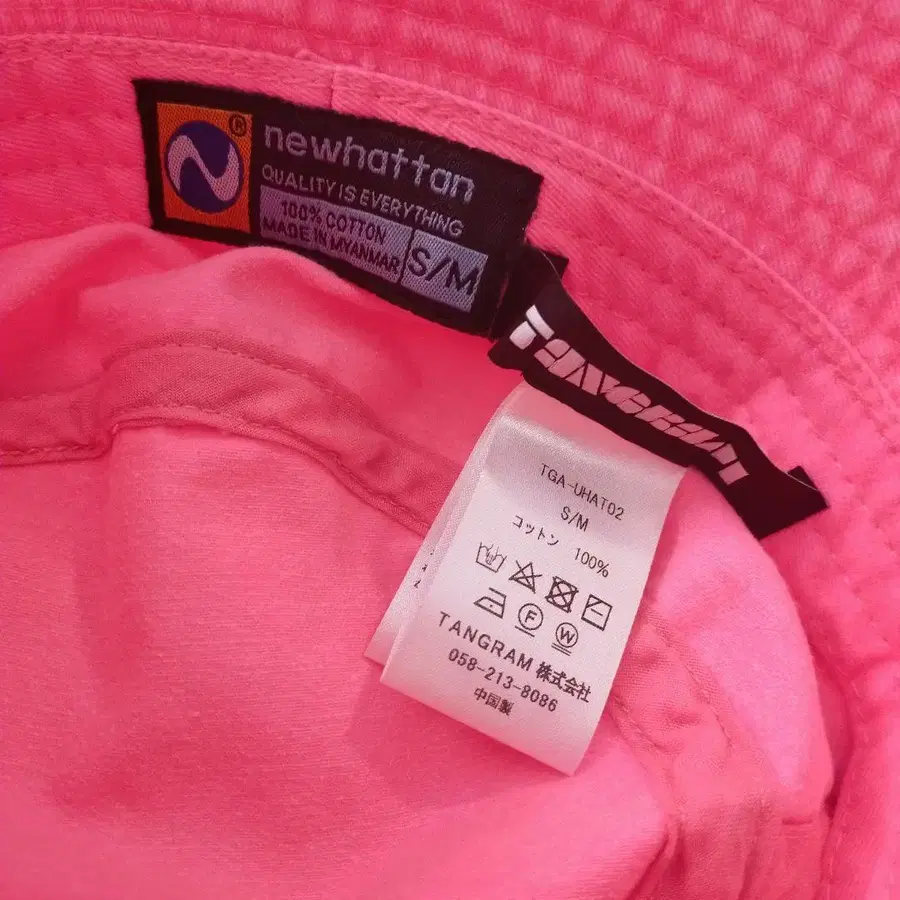 newhattan
®
QUALITY IS EVERYTHING
100% COTTON
MADE IN MYANMAR
S/M
TANGRAM
TGA-UHAT02
S/M
コットン 100%
F
W
TANGRAM 株式会社
058-213-8086
中国製